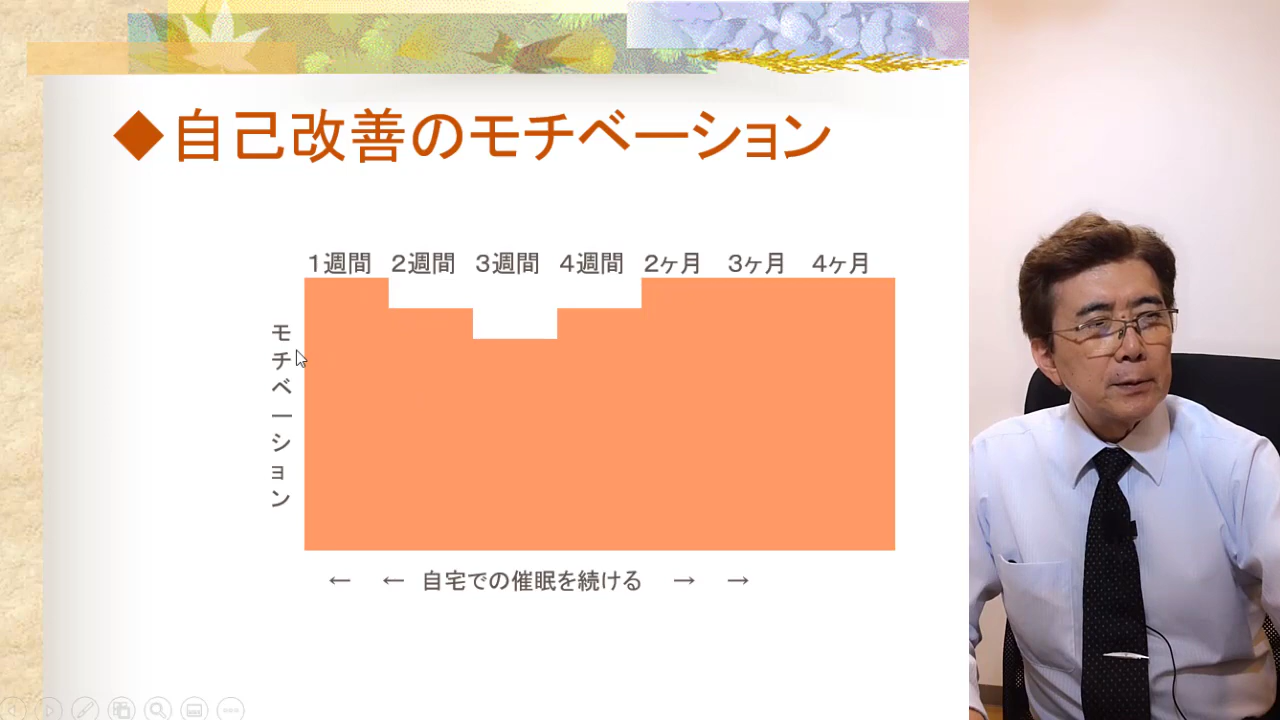 ◆自己改善のモチベーション
1週間 2週間 3週間 4週間 2ヶ月 3ヶ月 4ヶ月
モチベーション
← ← 自宅での催眠を続ける → →